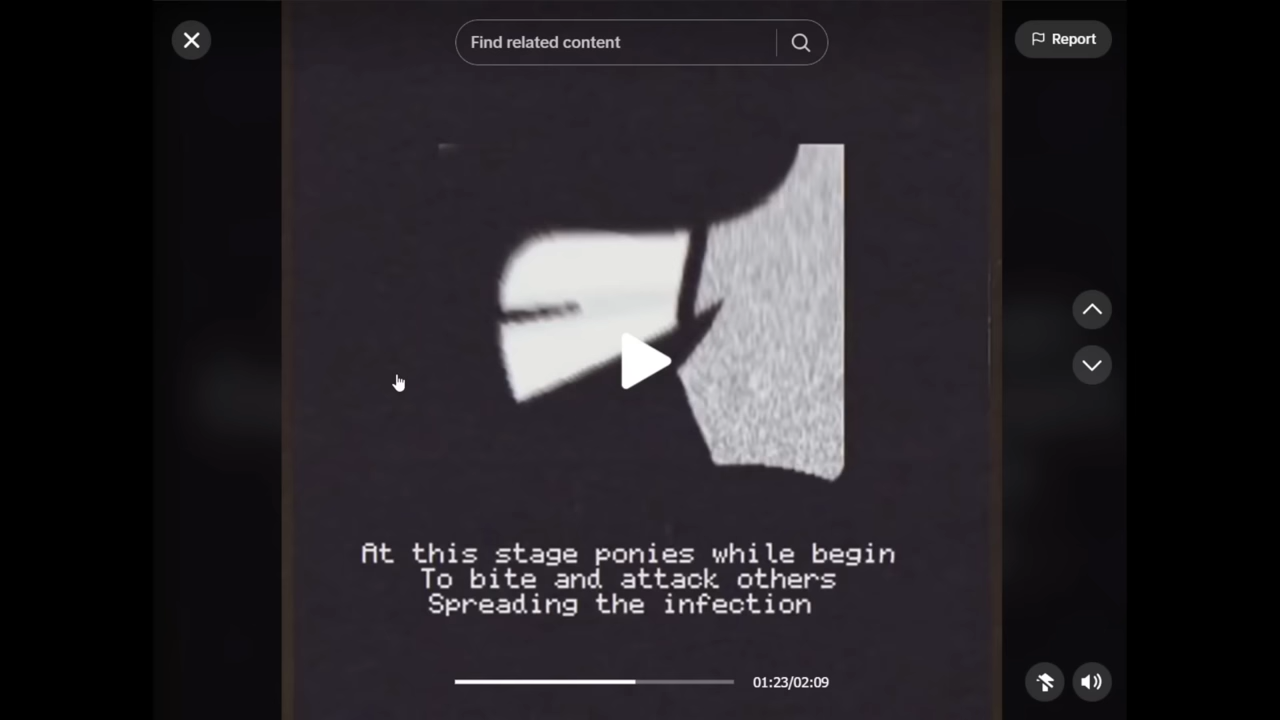 Find related content
Report
At this stage ponies while begin
To bite and attack others
Spreading the infection
01:23/02:09